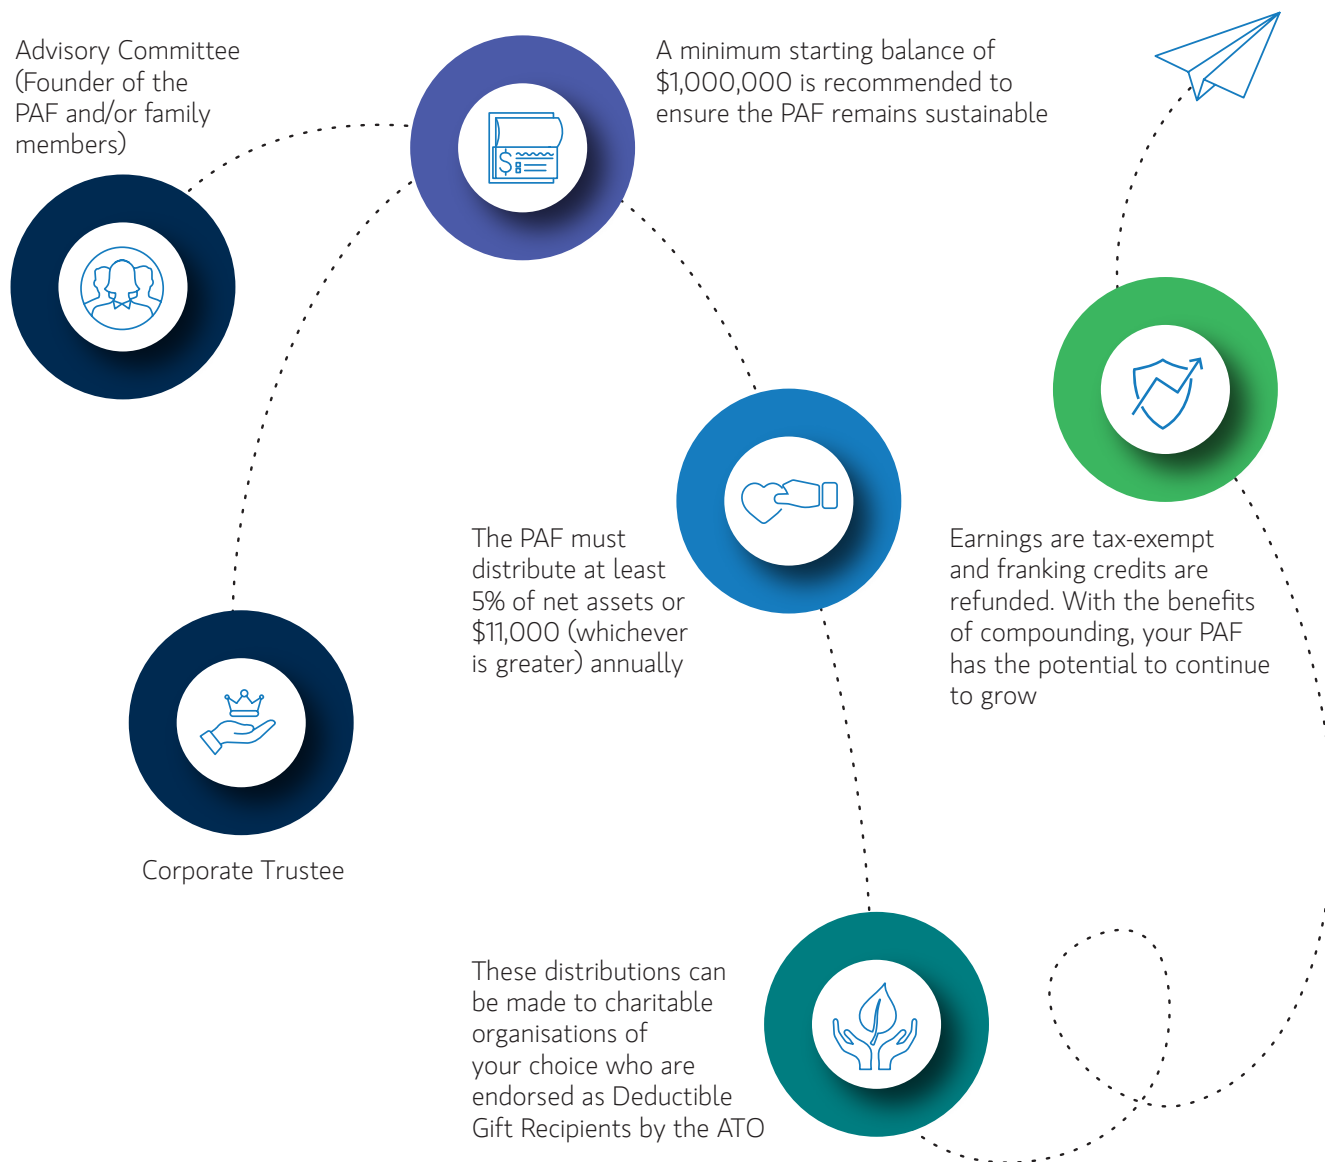 Advisory Committee
(Founder of the
PAF and/or family
members)
A minimum starting balance of
$1,000,000 is recommended to
ensure the PAF remains sustainable
$
The PAF must
distribute at least
5% of net assets or
$11,000 (whichever
is greater) annually
Earnings are tax-exempt
and franking credits are
refunded. With the benefits
of compounding, your PAF
has the potential to continue
to grow
Corporate Trustee
These distributions can
be made to charitable
organisations of
your choice who are
endorsed as Deductible
Gift Recipients by the ATO